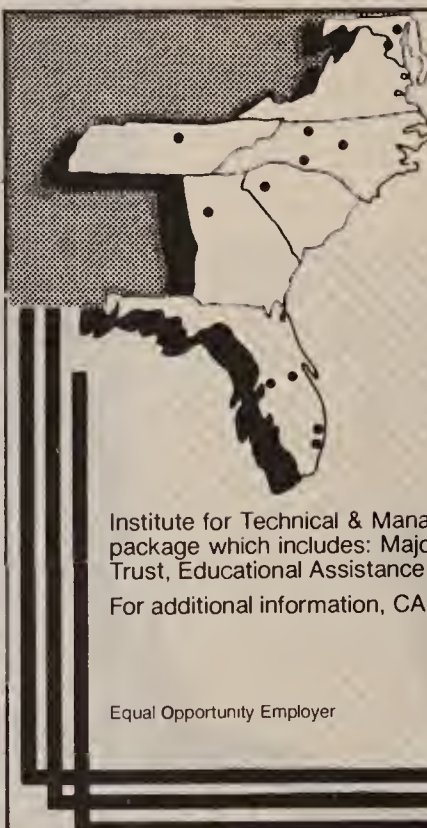 Institute for Technical & Mana
package which includes: Majo
Trust, Educational Assistance
For additional information, CA
Equal Opportunity Employer